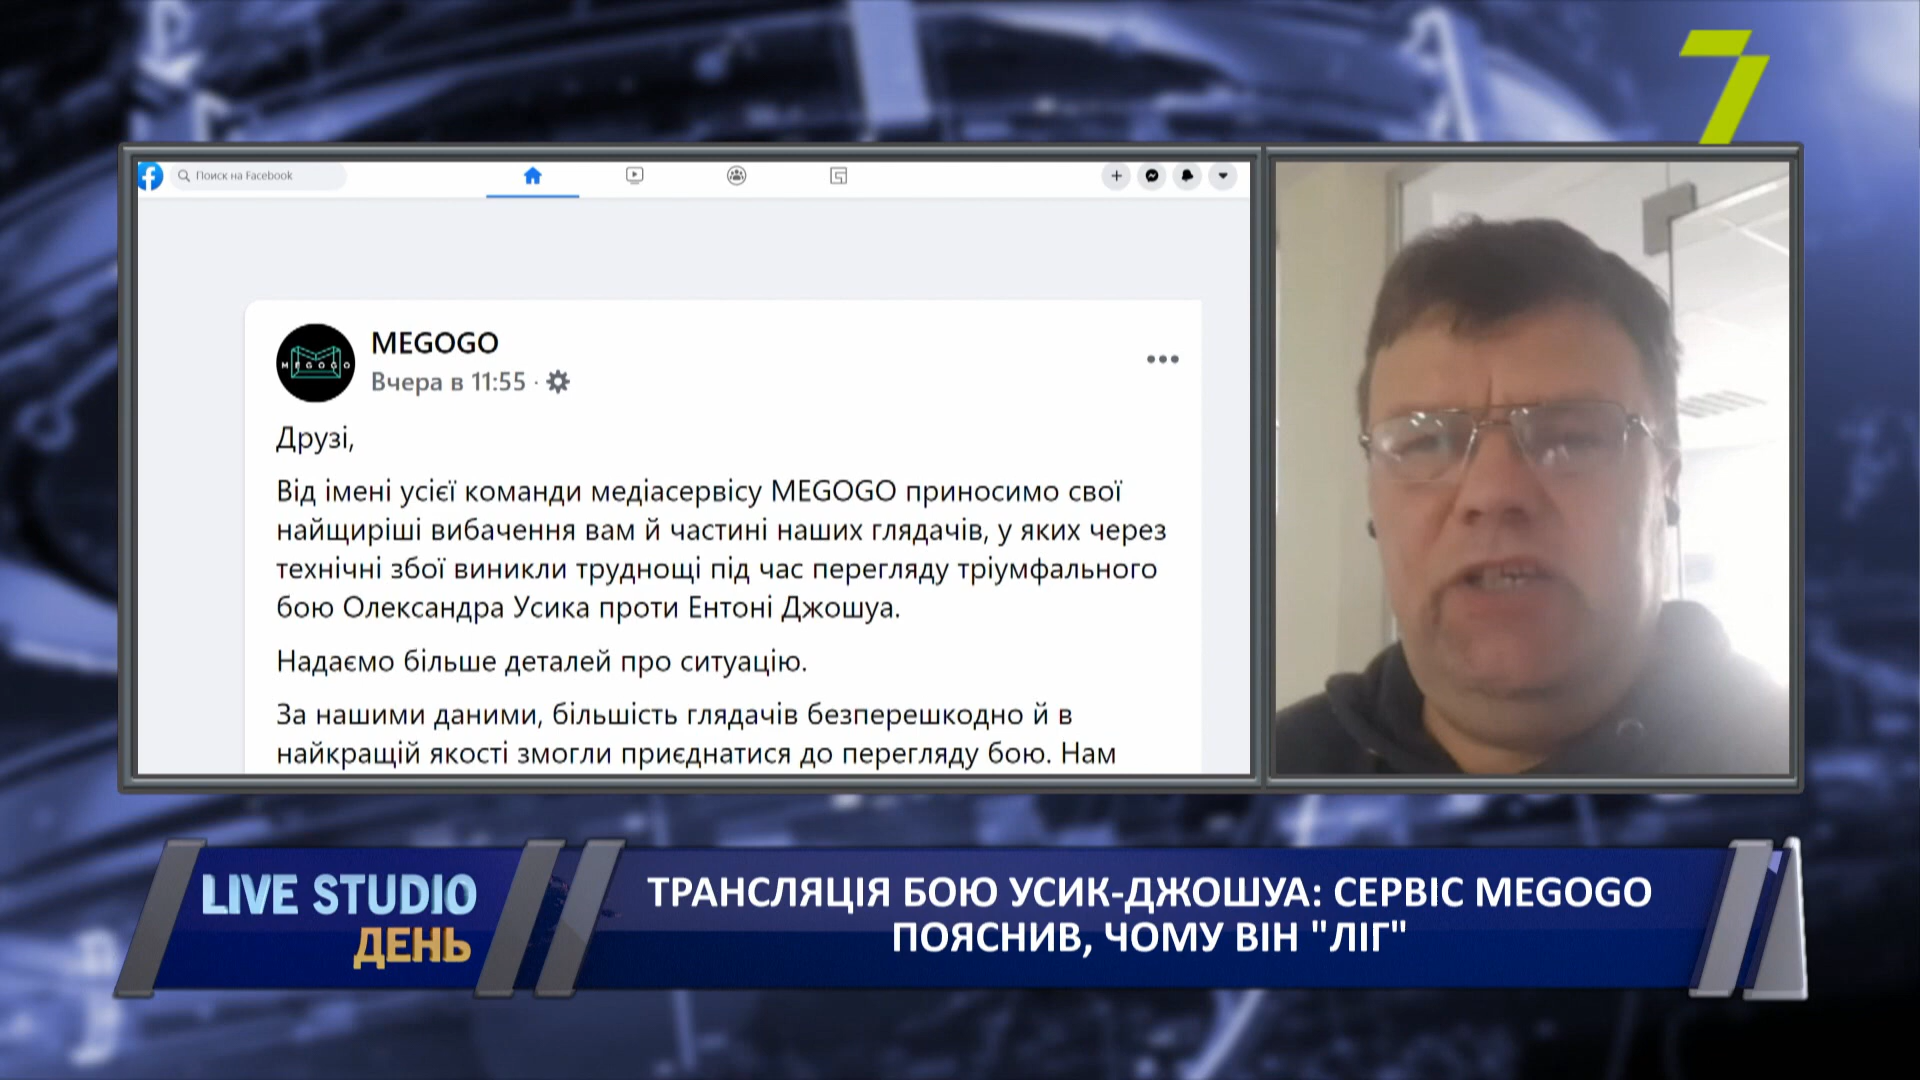 7
Поиск на Facebook
MEGOGO
MEGOGO
Вчера в 11:55 ·
Друзі,
Від імені усієї команди медіасервісу MEGOGO приносимо свої
найщиріші вибачення вам й частині наших глядачів, у яких через
технічні збої виникли труднощі під час перегляду тріумфального
бою Олександра Усика проти Ентоні Джошуа.
Надаємо більше деталей про ситуацію.
За нашими даними, більшість глядачів безперешкодно й в
найкращій якості змогли приєднатися до перегляду бою. Нам
LIVE STUDIO
ДЕНЬ
ТРАНСЛЯЦІЯ БОЮ УСИК-ДЖОШУА: СЕРВІС MEGOGO
ПОЯСНИВ, ЧОМУ ВІН "ЛІГ"